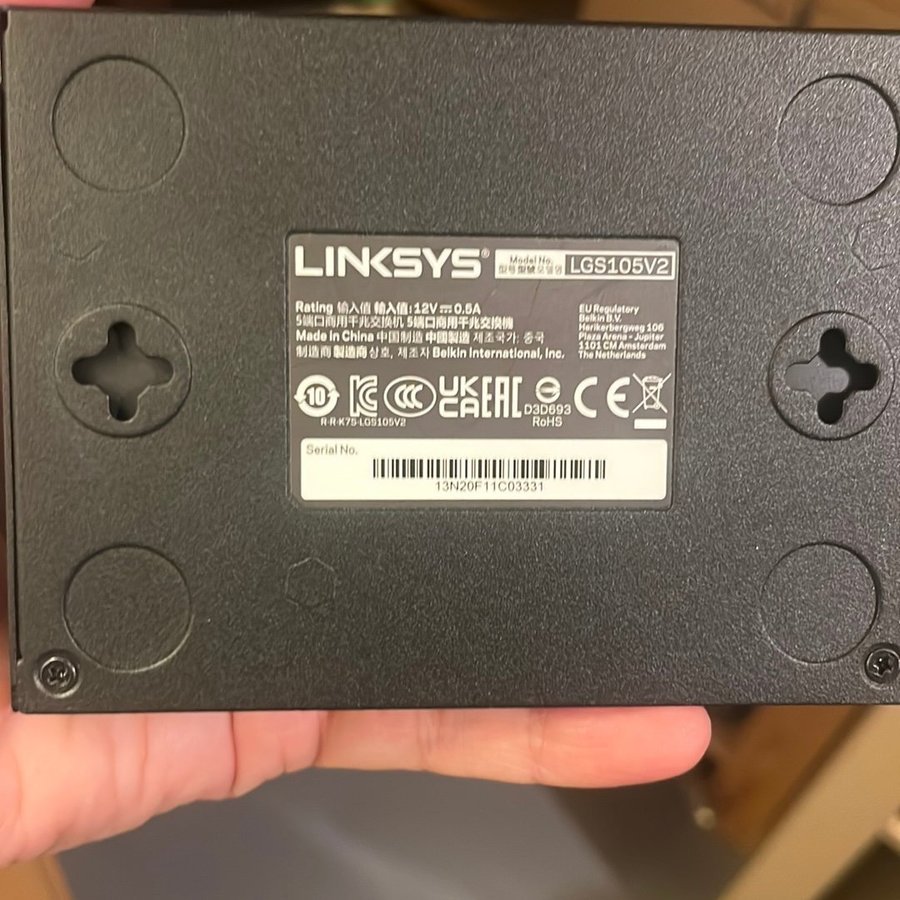 LINKSYS®
Model No.
型号 型號 모델명
LGS105V2
Rating 输入值 輸入值: 12V ⎓ 0.5A
5端口商用千兆交换机 5端口商用千兆交換機
Made in China 中国制造 中國製造 제조국가: 중국
制造商 製造商 상호, 제조자 Belkin International, Inc.
EU Regulatory
Belkin B.V.
Herikerbergweg 106
Plaza Arena - Jupiter
1101 CM Amsterdam
The Netherlands
10
KC
CCC
UK
CA
EAC
D3D693
RoHS
CE
R-R-K7S-LGS105V2
Serial No.
13N20F11C03331